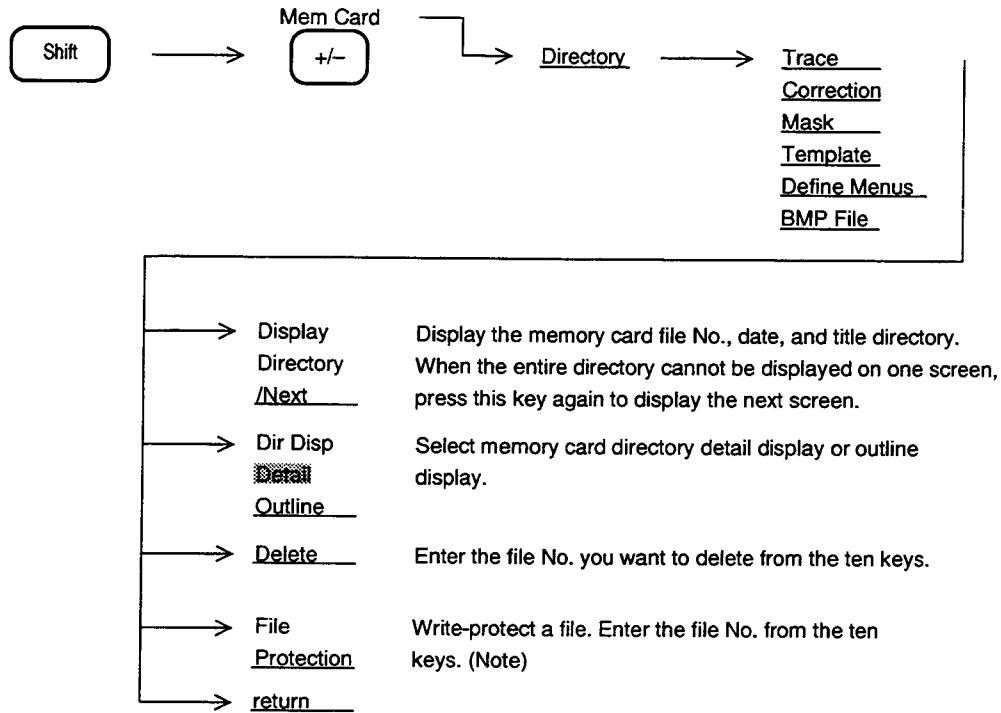 Mem Card
Shift
+/–
Directory
Trace
Correction
Mask
Template
Define Menus
BMP File
Display
Directory
/Next
Display the memory card file No., date, and title directory.
When the entire directory cannot be displayed on one screen,
press this key again to display the next screen.
Dir Disp
Detail
Outline
Select memory card directory detail display or outline
display.
Delete
Enter the file No. you want to delete from the ten keys.
File
Protection
Write-protect a file. Enter the file No. from the ten
keys. (Note)
return